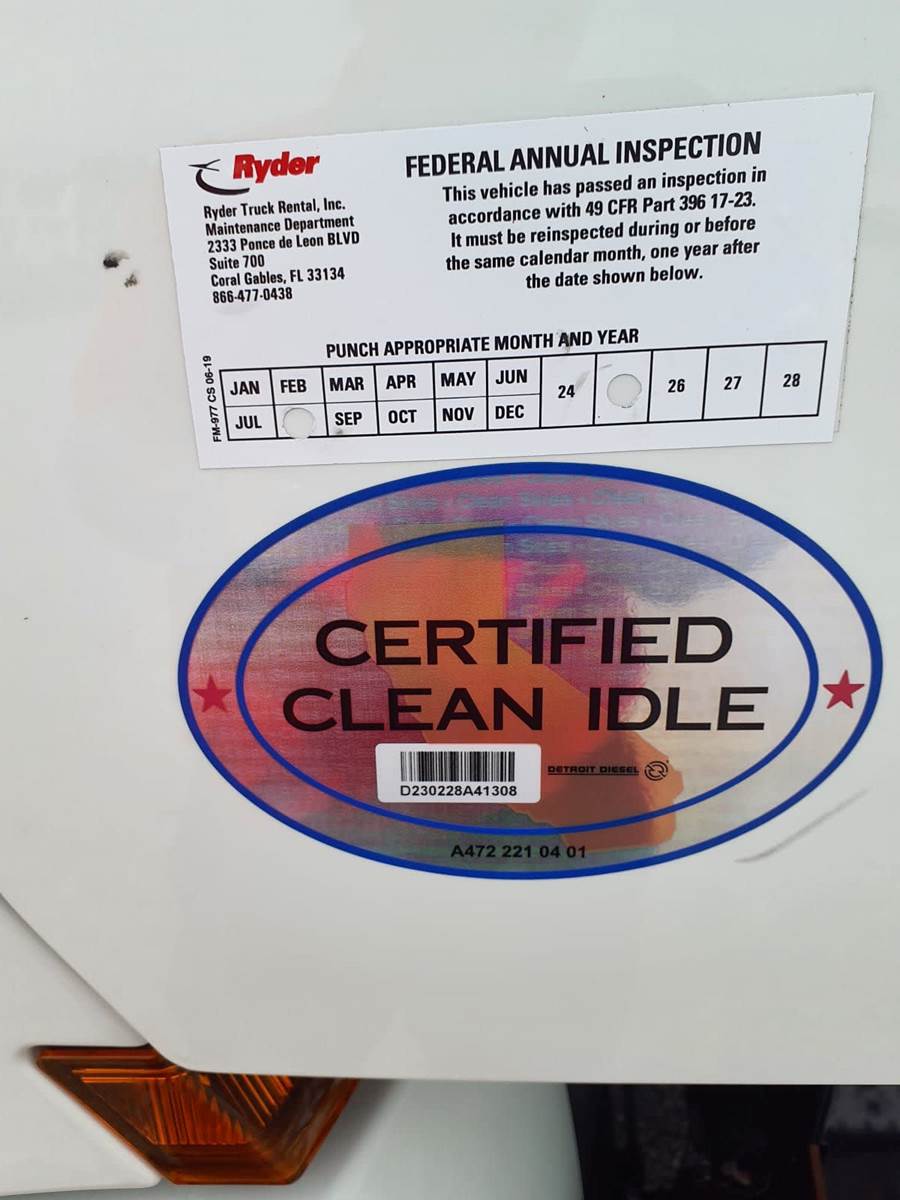 Ryder
Ryder Truck Rental, Inc.
Maintenance Department
2333 Ponce de Leon BLVD
Suite 700
Coral Gables, FL 33134
866-477-0438
FEDERAL ANNUAL INSPECTION
This vehicle has passed an inspection in
accordance with 49 CFR Part 396 17-23.
It must be reinspected during or before
the same calendar month, one year after
the date shown below.
PUNCH APPROPRIATE MONTH AND YEAR
FM-977 CS 06-19
JAN FEB MAR APR MAY JUN 24 26 27 28
JUL SEP OCT NOV DEC
Clean Skies - Clean
CERTIFIED
CLEAN IDLE
D230228A41308
DETROIT DIESEL
A472 221 04 01